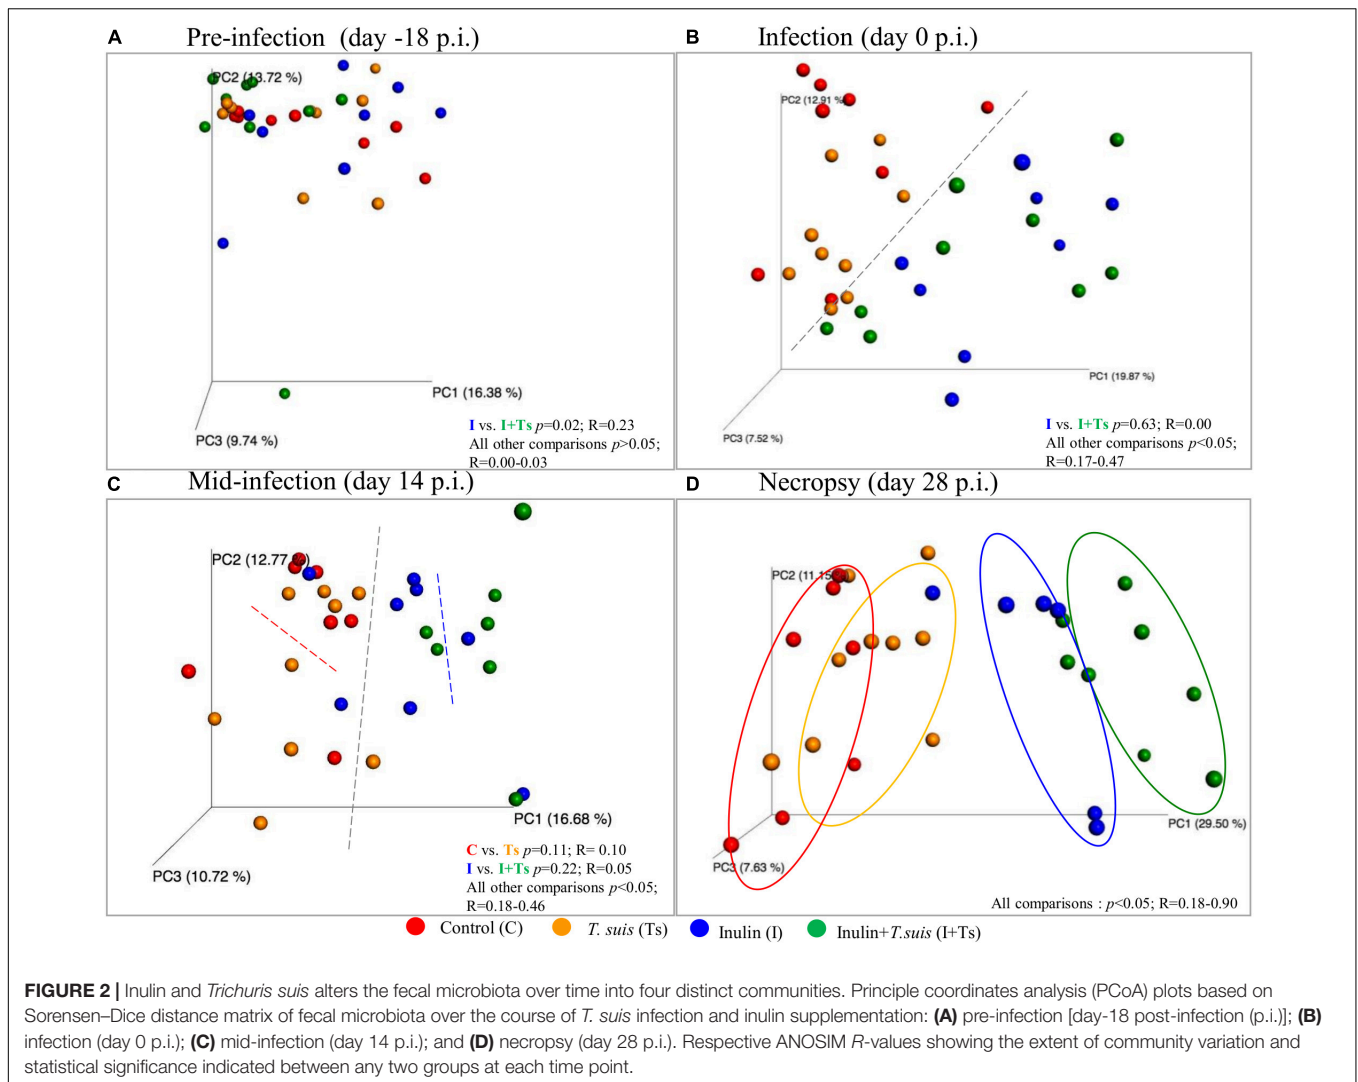 A Pre-infection (day -18 p.i.)
PC2 (13.72 %)
PC1 (16.38 %)
PC3 (9.74 %)
I vs. I+Ts p=0.02; R=0.23
All other comparisons p>0.05;
R=0.00-0.03
B Infection (day 0 p.i.)
PC2 (12.91 %)
PC1 (19.87 %)
PC3 (7.52 %)
I vs. I+Ts p=0.63; R=0.00
All other comparisons p<0.05;
R=0.17-0.47
C Mid-infection (day 14 p.i.)
PC2 (12.77
PC1 (16.68 %)
PC3 (10.72 %)
C vs. Ts p=0.11; R= 0.10
I vs. I+Ts p=0.22; R=0.05
All other comparisons p<0.05;
R=0.18-0.46
D Necropsy (day 28 p.i.)
PC2 (11.15
PC1 (29.50 %)
PC3 (7.63 %)
All comparisons : p<0.05; R=0.18-0.90
Control (C) T. suis (Ts) Inulin (I) Inulin+T.suis (I+Ts)
FIGURE 2 | Inulin and Trichuris suis alters the fecal microbiota over time into four distinct communities. Principle coordinates analysis (PCoA) plots based on
Sorensen–Dice distance matrix of fecal microbiota over the course of T. suis infection and inulin supplementation: (A) pre-infection [day-18 post-infection (p.i.)]; (B)
infection (day 0 p.i.); (C) mid-infection (day 14 p.i.); and (D) necropsy (day 28 p.i.). Respective ANOSIM R-values showing the extent of community variation and
statistical significance indicated between any two groups at each time point.